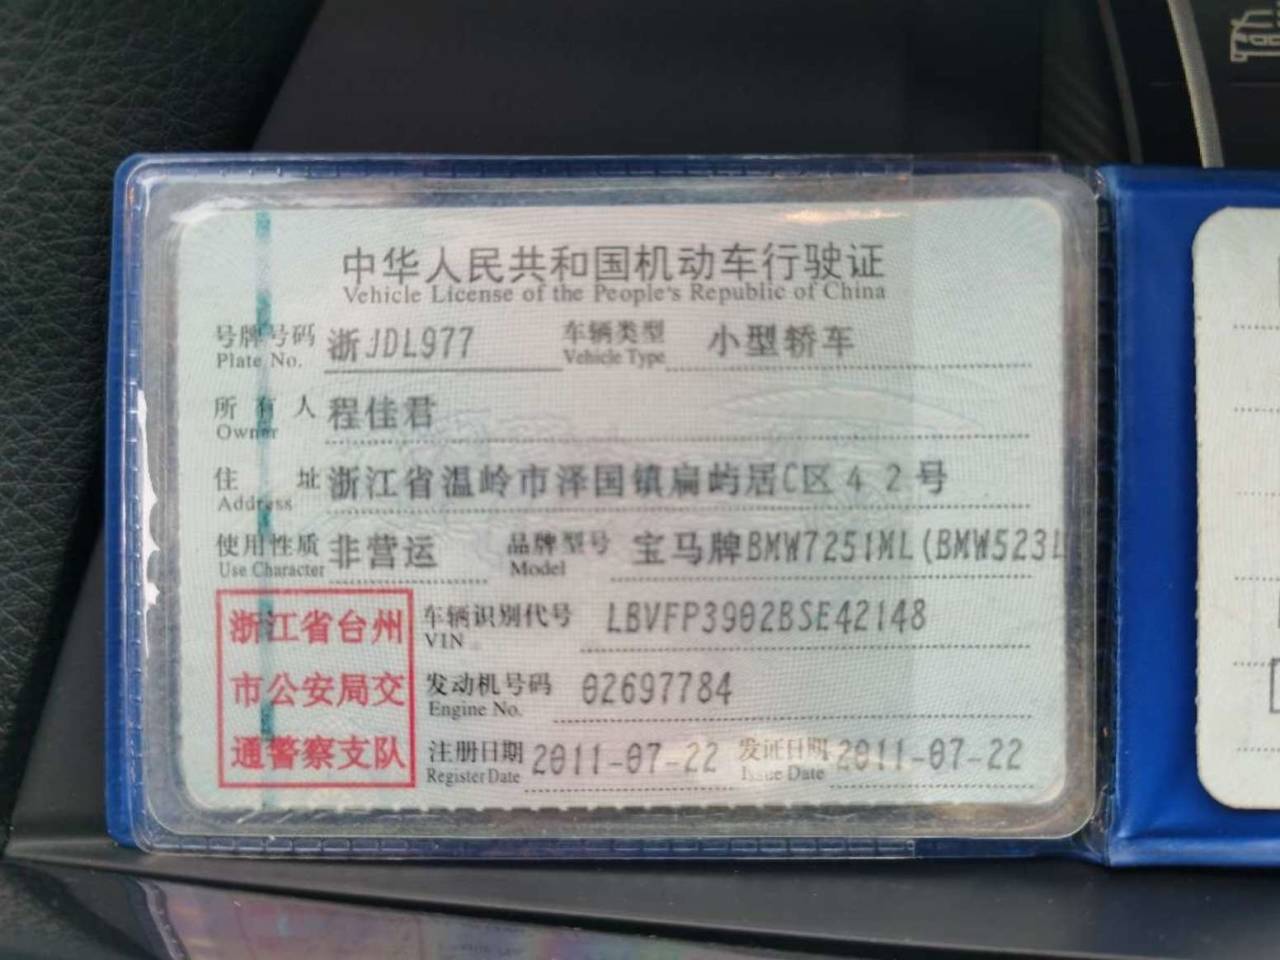 中华人民共和国机动车行驶证
Vehicle License of the People's Republic of China
号牌号码 浙JDL977 车辆类型 小型轿车
Plate No. Vehicle Type
所有人 程佳君
Owner
住址 浙江省温岭市泽国镇扁屿居C区42号
Address
使用性质 非营运 品牌型号 宝马牌BMW7251ML(BMW523L
Use Character Model
浙江省台州
市公安局交
通警察支队
车辆识别代号 LBVFP3902BSE42148
VIN
发动机号码 02697784
Engine No.
注册日期 2011-07-22 发证日期 2011-07-22
Register Date Issue Date